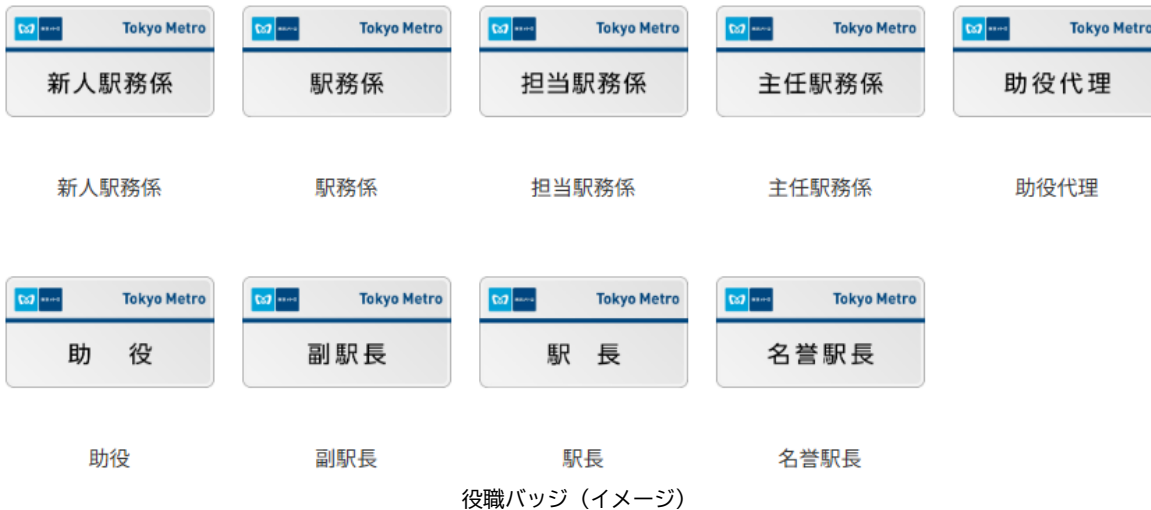 Tokyo Metro
新人駅務係
Tokyo Metro
駅務係
Tokyo Metro
担当駅務係
Tokyo Metro
主任駅務係
Tokyo Metro
助役代理
新人駅務係
駅務係
担当駅務係
主任駅務係
助役代理
Tokyo Metro
助 役
Tokyo Metro
副駅長
Tokyo Metro
駅 長
Tokyo Metro
名誉駅長
助役
副駅長
駅長
名誉駅長
役職バッジ（イメージ）